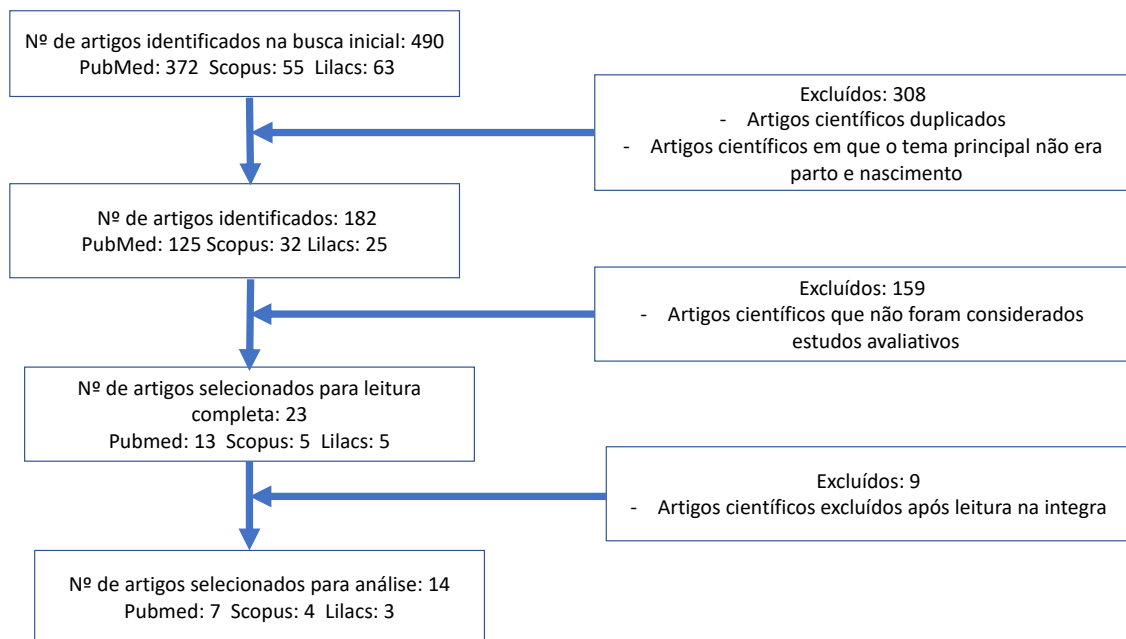 Nº de artigos identificados na busca inicial: 490
PubMed: 372 Scopus: 55 Lilacs: 63
Excluídos: 308
- Artigos científicos duplicados
- Artigos científicos em que o tema principal não era
parto e nascimento
Nº de artigos identificados: 182
PubMed: 125 Scopus: 32 Lilacs: 25
Excluídos: 159
- Artigos científicos que não foram considerados
estudos avaliativos
Nº de artigos selecionados para leitura
completa: 23
Pubmed: 13 Scopus: 5 Lilacs: 5
Excluídos: 9
- Artigos científicos excluídos após leitura na integra
Nº de artigos selecionados para análise: 14
Pubmed: 7 Scopus: 4 Lilacs: 3